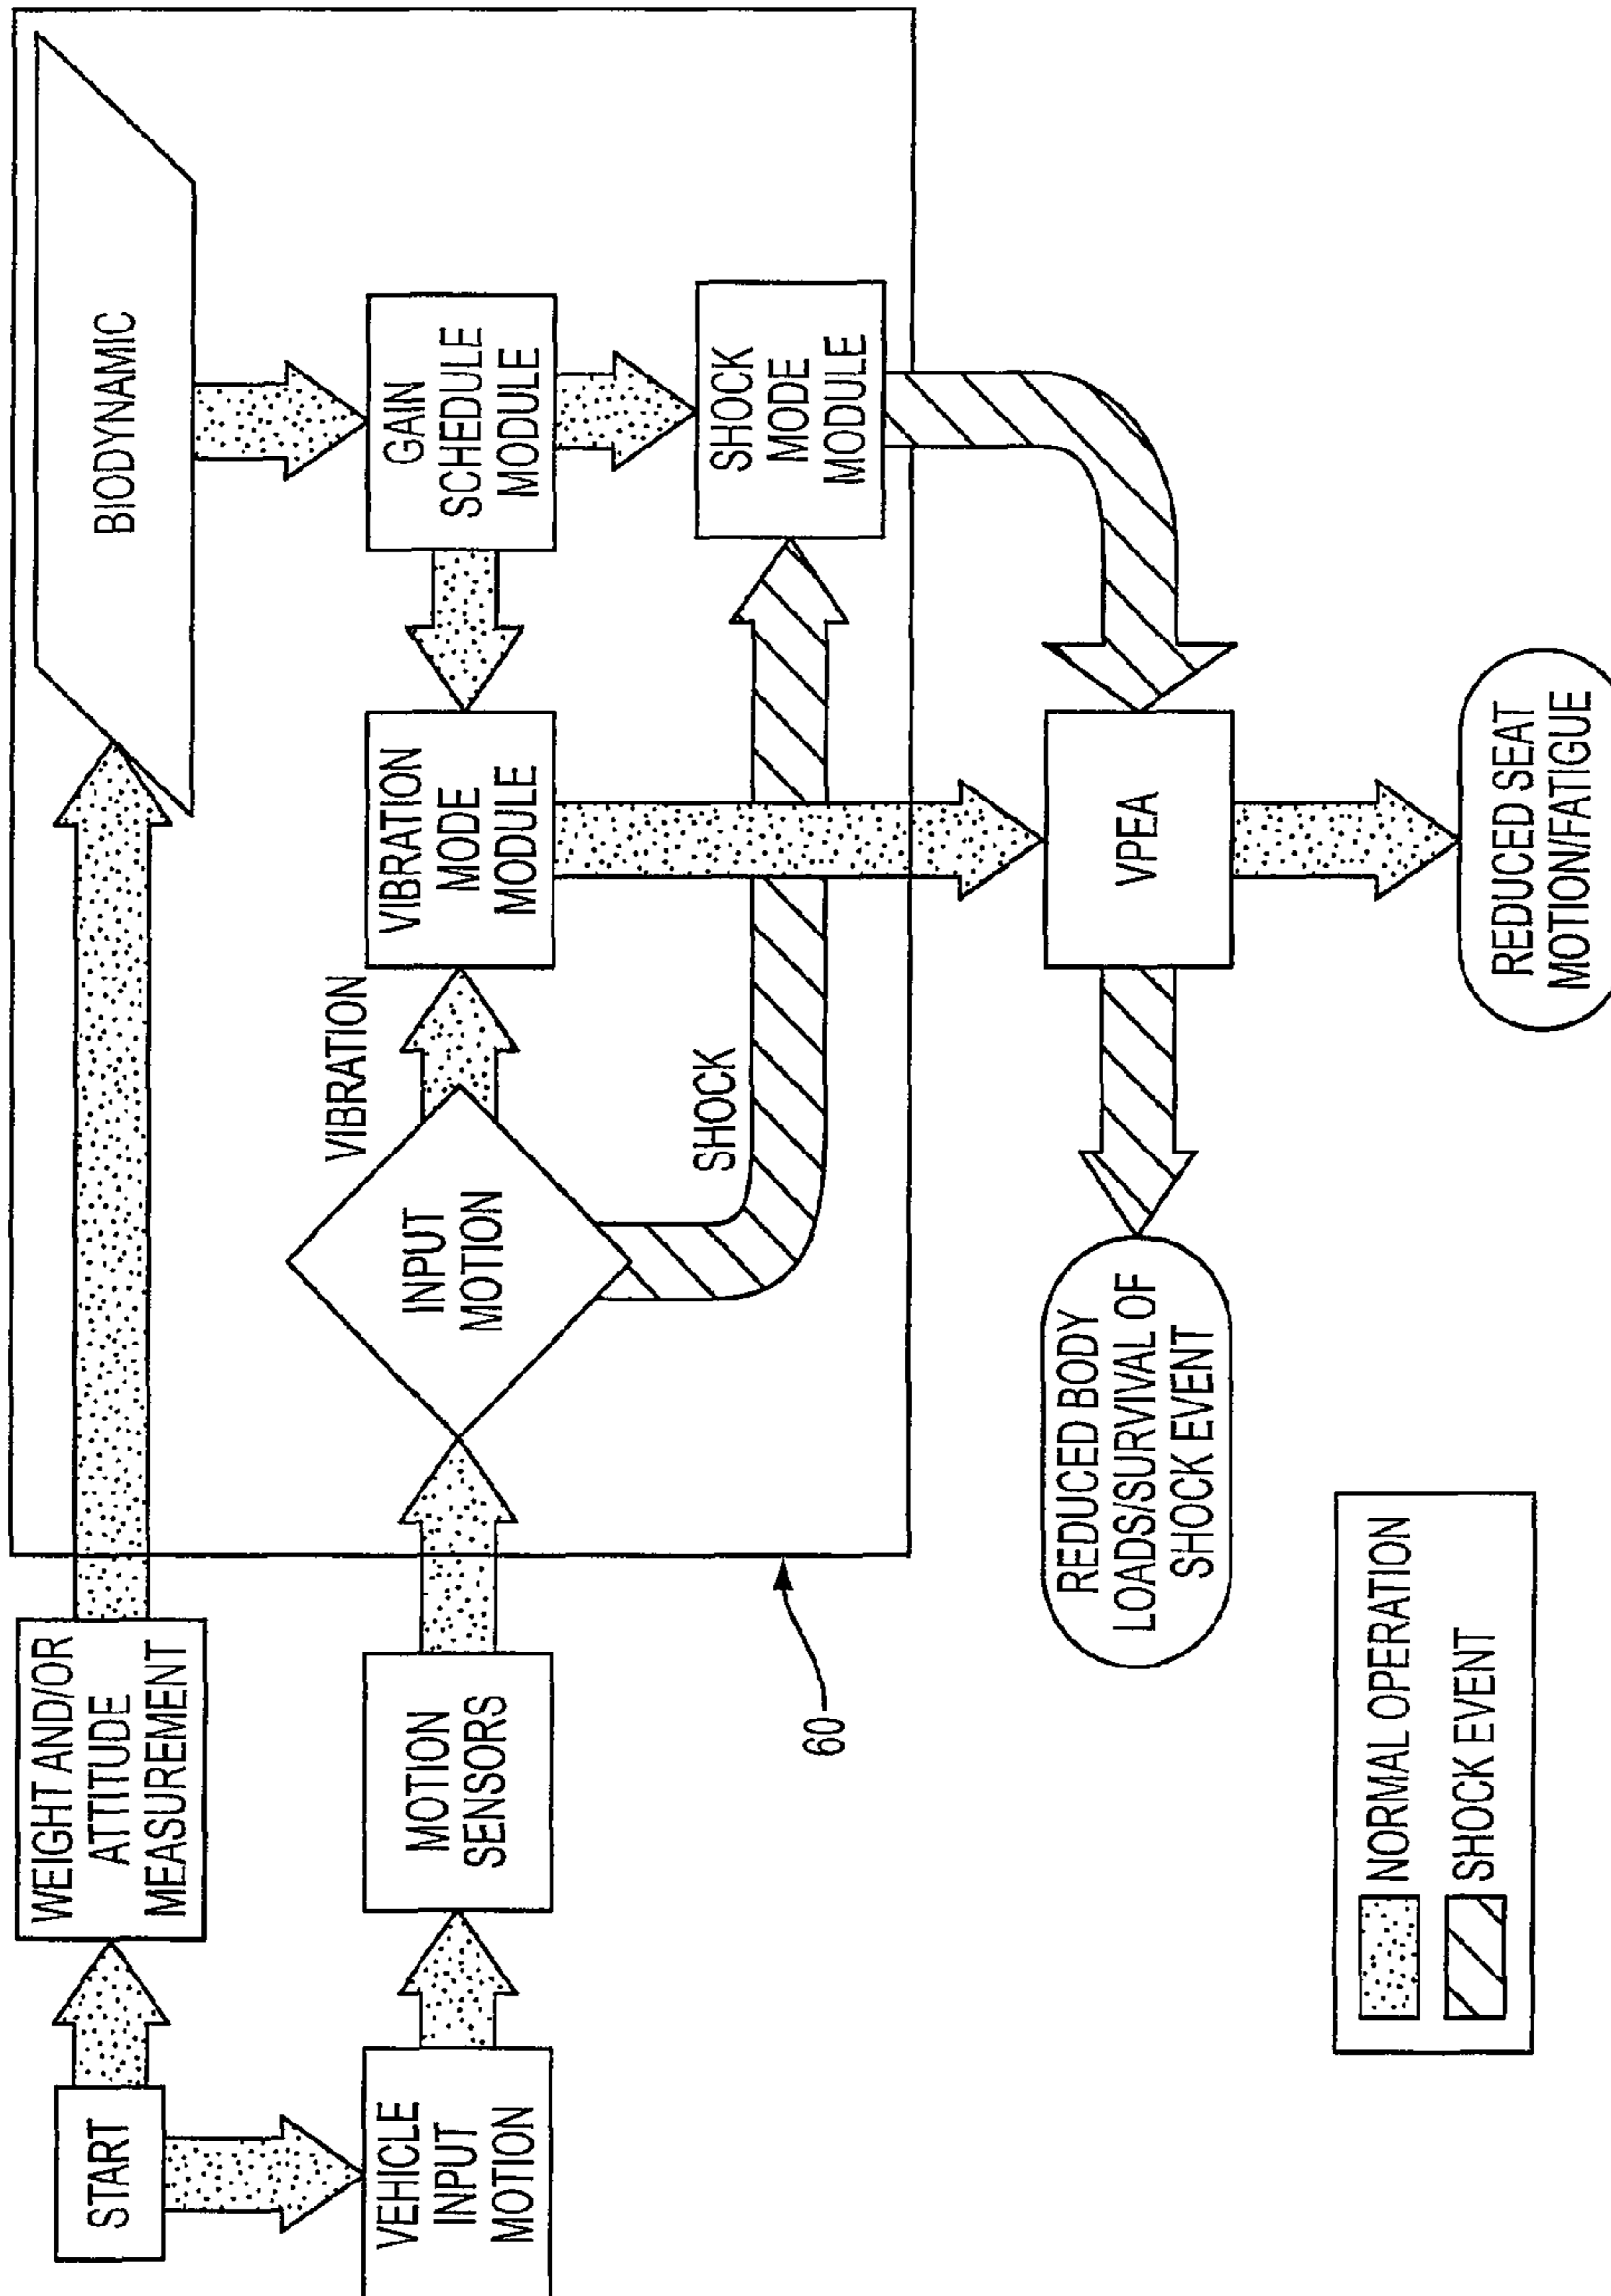 START
WEIGHT AND/OR
ATTITUDE
MEASUREMENT
BIODYNAMIC
VEHICLE
INPUT
MOTION
MOTION
SENSORS
INPUT
MOTION
VIBRATION
VIBRATION
MODE
MODULE
GAIN
SCHEDULE
MODULE
SHOCK
SHOCK
MODE
MODULE
60
REDUCED BODY
LOADS/SURVIVAL OF
SHOCK EVENT
VPEA
REDUCED SEAT
MOTION/FATIGUE
NORMAL OPERATION
SHOCK EVENT